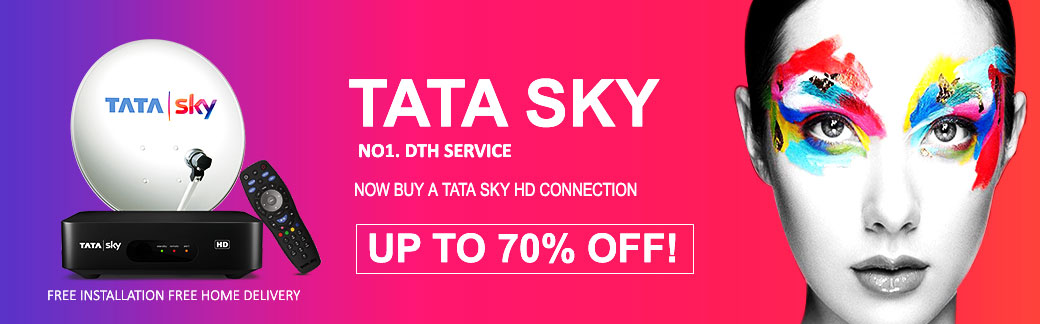 TATA sky
TATA sky
HD
FREE INSTALLATION FREE HOME DELIVERY
TATA SKY
NO1. DTH SERVICE
NOW BUY A TATA SKY HD CONNECTION
UP TO 70% OFF!